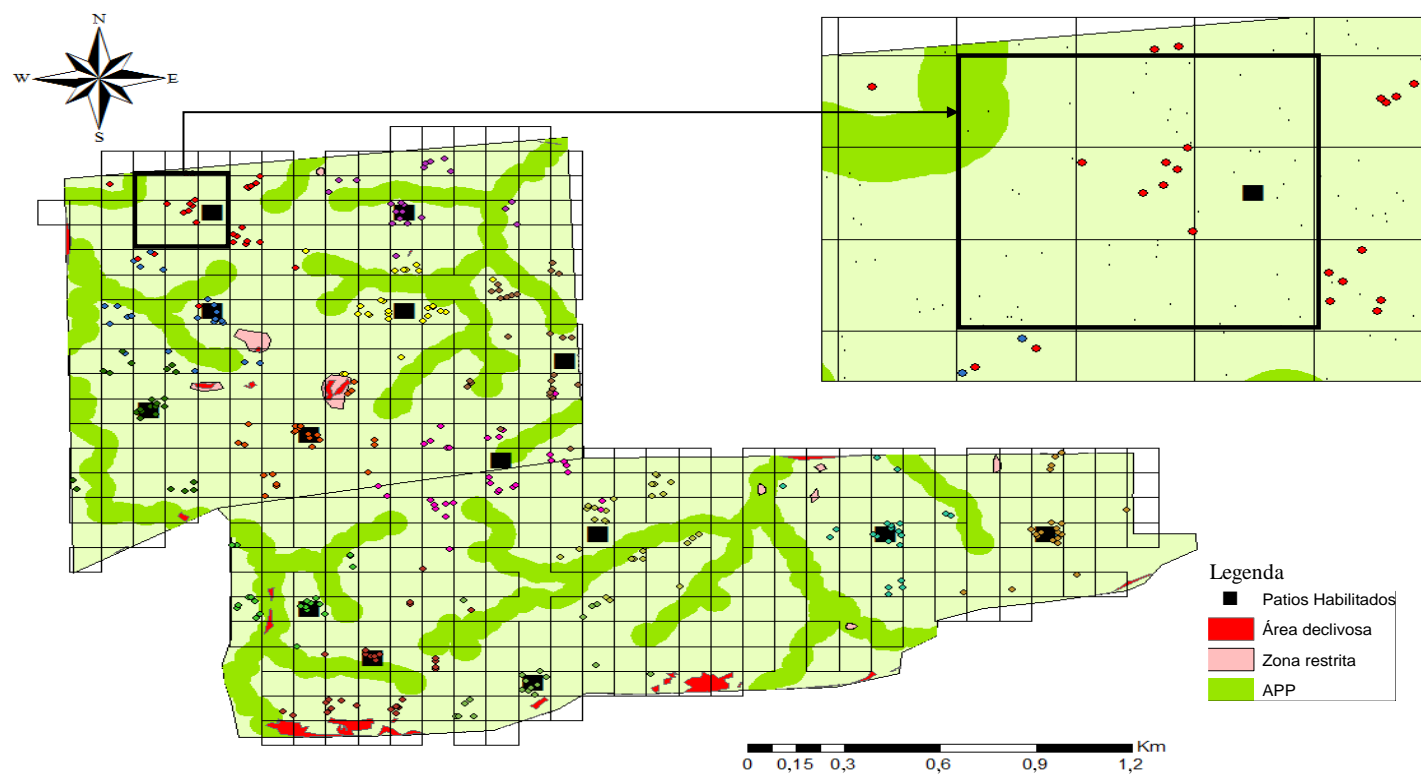 N
W E
S
Legenda
Patios Habilitados
Área declivosa
Zona restrita
APP
Km
0 0,15 0,3 0,6 0,9 1,2